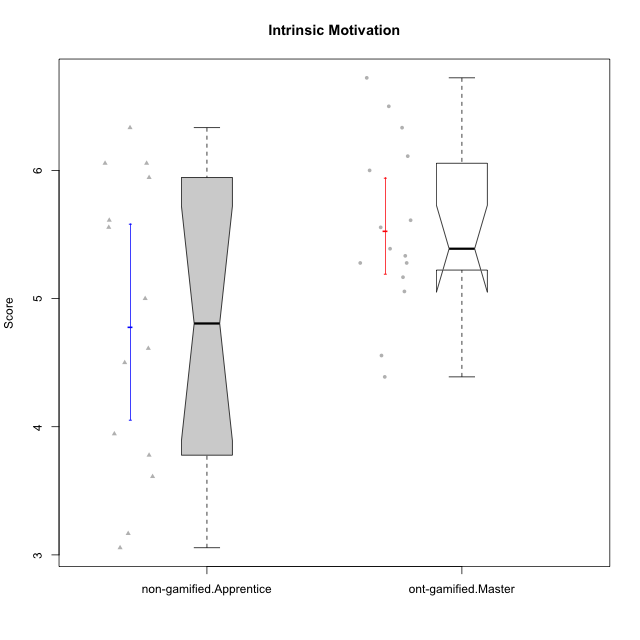 Intrinsic Motivation
Score
6
5
4
3
non-gamified.Apprentice
ont-gamified.Master